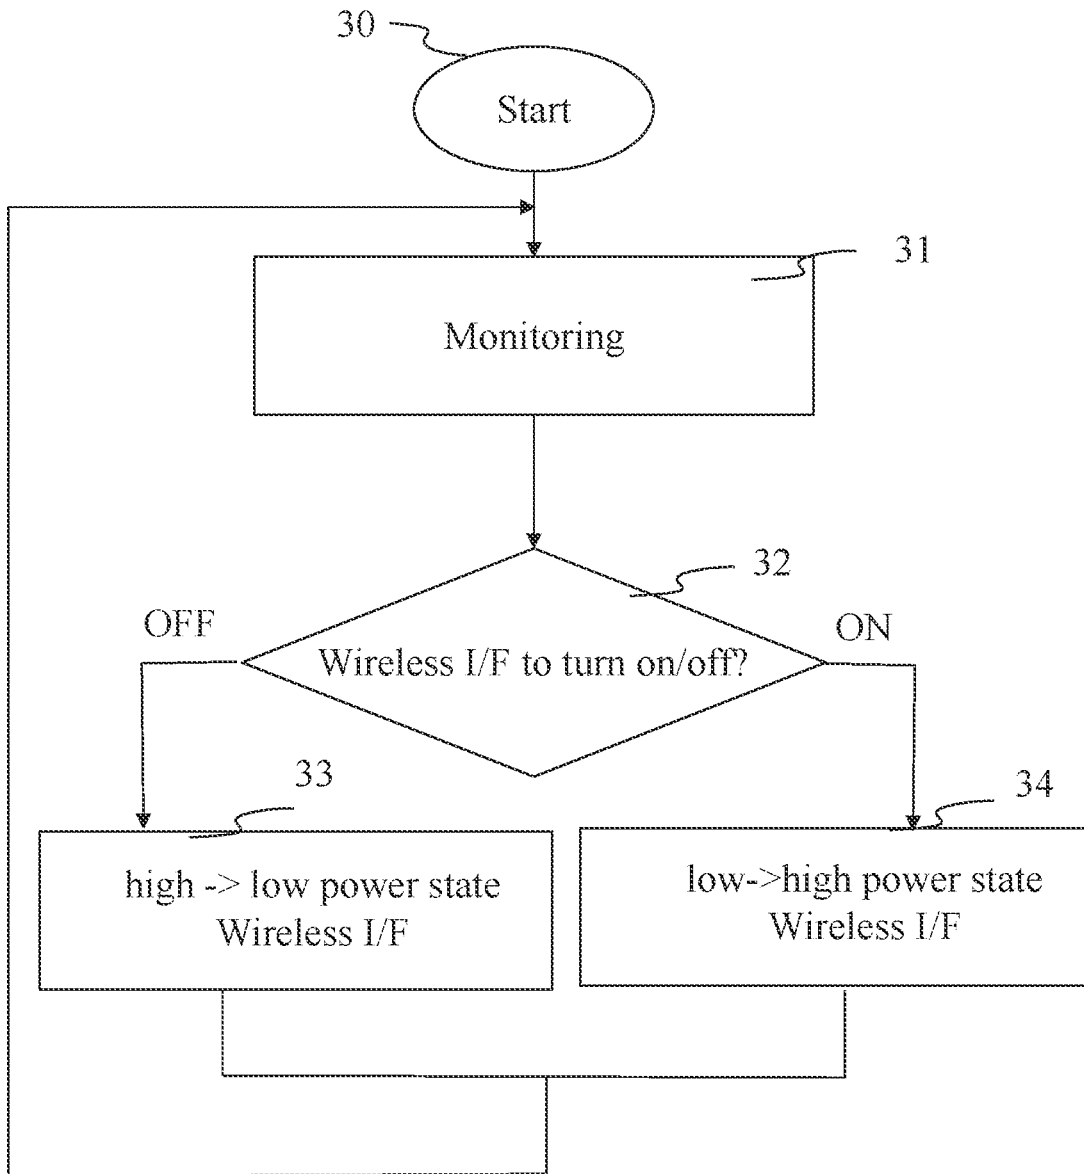 30
Start
31
Monitoring
32
OFF
ON
Wireless I/F to turn on/off?
33
34
high -> low power state
Wireless I/F
low->high power state
Wireless I/F